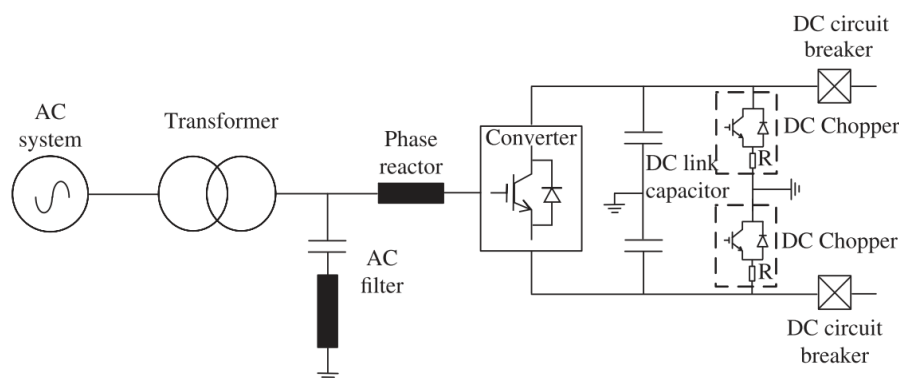 DC circuit
breaker
AC
system
Transformer
Phase
reactor
Converter
DC Chopper
R
DC link
capacitor
AC
filter
DC Chopper
R
DC circuit
breaker